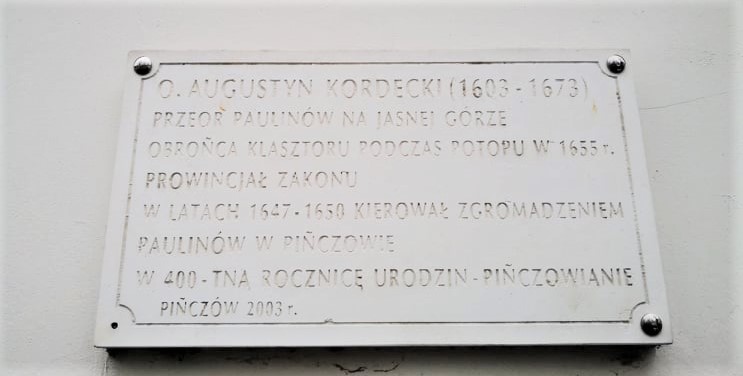 O. AUGUSTYN KORDECKI (1603 - 1673)
PRZEOR PAULINÓW NA JASNEJ GÓRZE
OBROŃCA KLASZTORU PODCZAS POTOPU W 1655 r.
PROWINCJAŁ ZAKONU
W LATACH 1647 - 1650 KIEROWAŁ ZGROMADZENIEM
PAULINÓW W PIŃCZOWIE
W 400 - TNĄ ROCZNICĘ URODZIN - PIŃCZOWIANIE
PIŃCZÓW 2003 r.